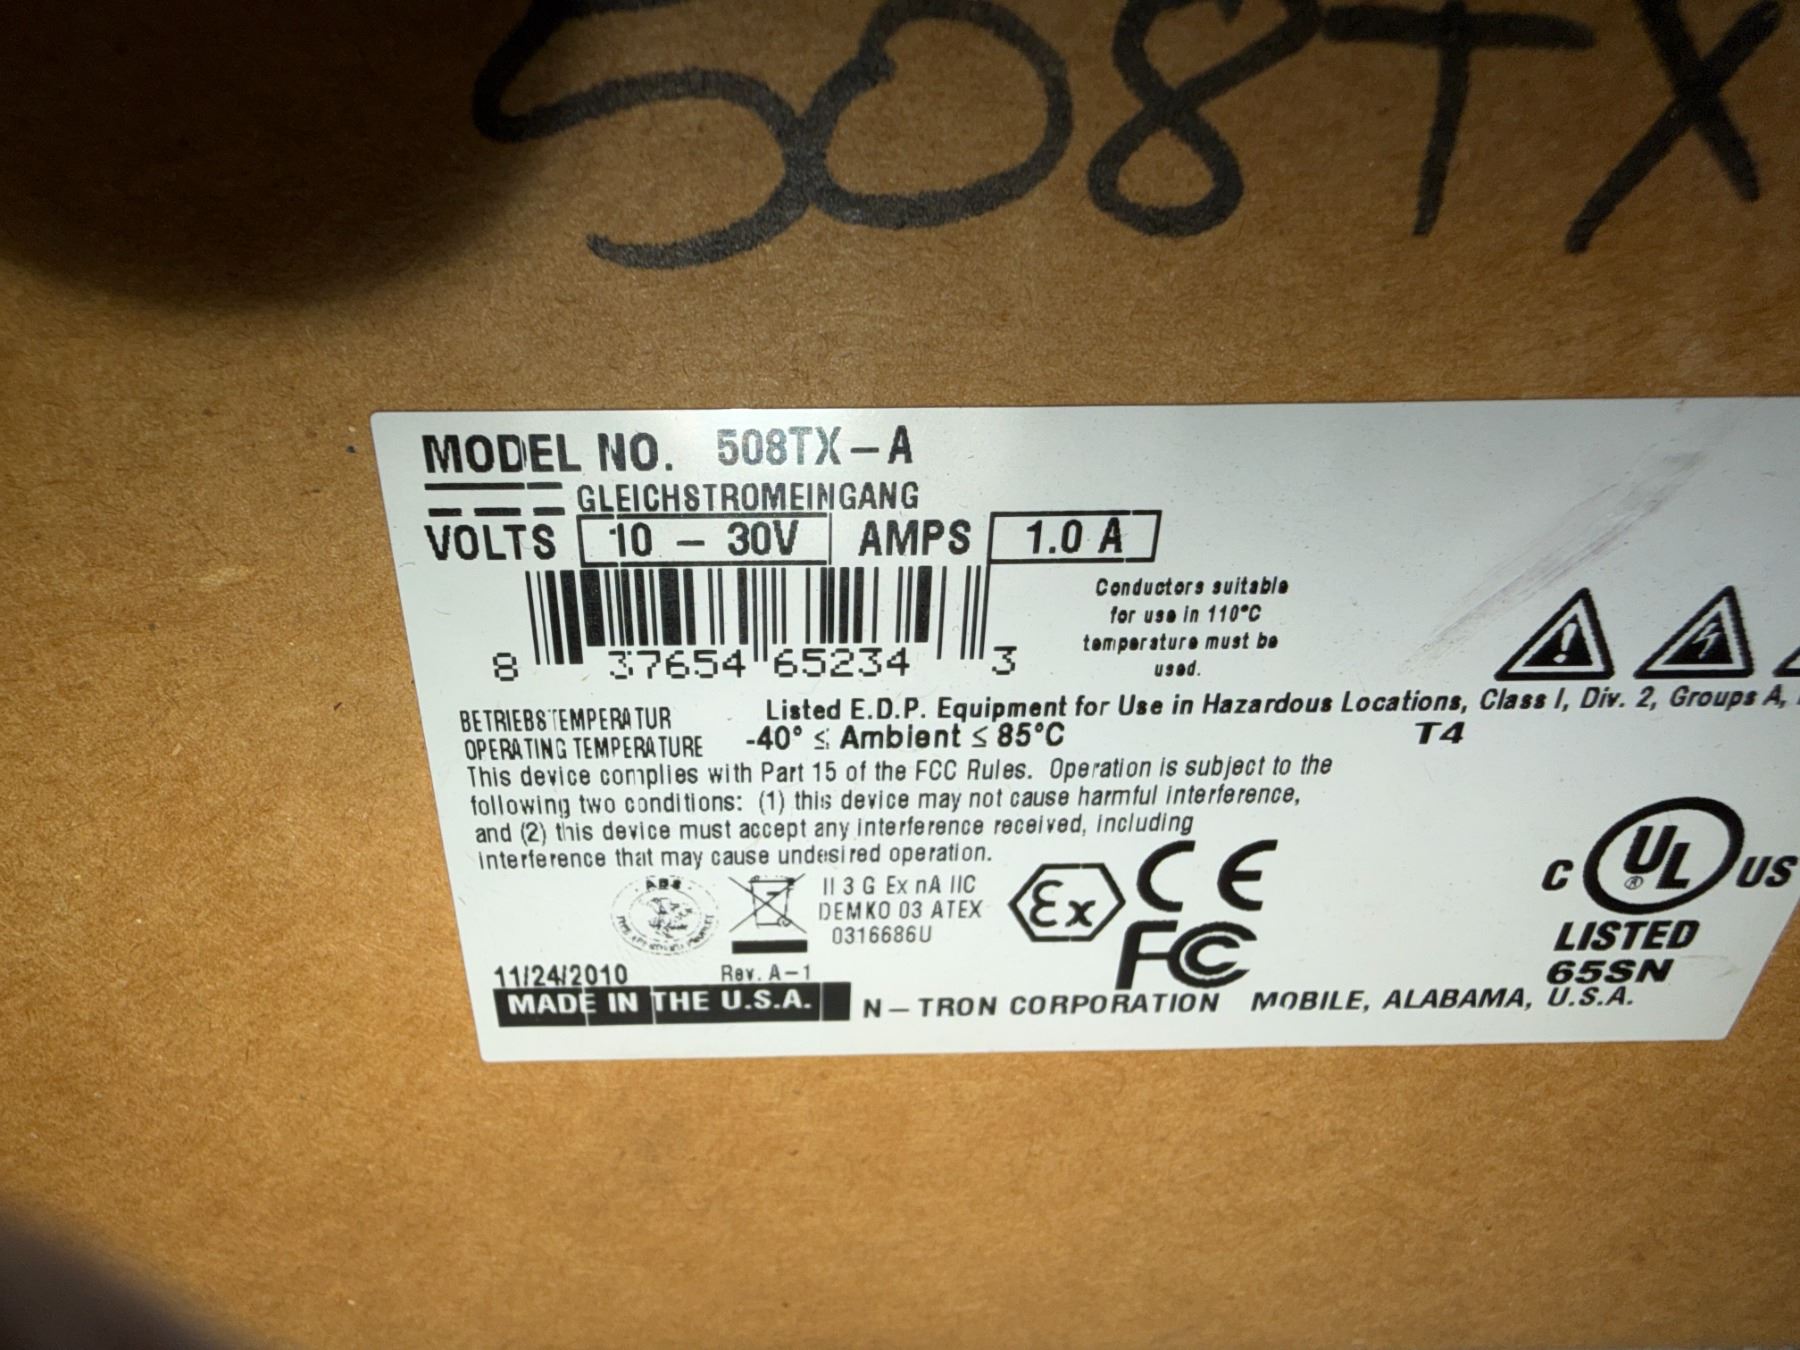 508TX
MODEL NO. 508TX-A
GLEICHSTROMEINGANG
VOLTS 10 - 30V AMPS 1.0 A
8 37654 65234 3
Conductors suitable
for use in 110°C
temperature must be
used.
Listed E.D.P. Equipment for Use in Hazardous Locations, Class I, Div. 2, Groups A,
BETRIEBSTEMPERATUR
OPERATING TEMPERATURE -40° ≤ Ambient ≤ 85°C T4
This device complies with Part 15 of the FCC Rules. Operation is subject to the
following two conditions: (1) this device may not cause harmful interference,
and (2) this device must accept any interference received, including
interference that may cause undesired operation.
ABS
II 3 G Ex nA IIC
DEMKO 03 ATEX
0316686U
Ex
CE
FC
C UL ® US
LISTED
65SN
11/24/2010 Rev. A-1
MADE IN THE U.S.A. N-TRON CORPORATION MOBILE, ALABAMA, U.S.A.